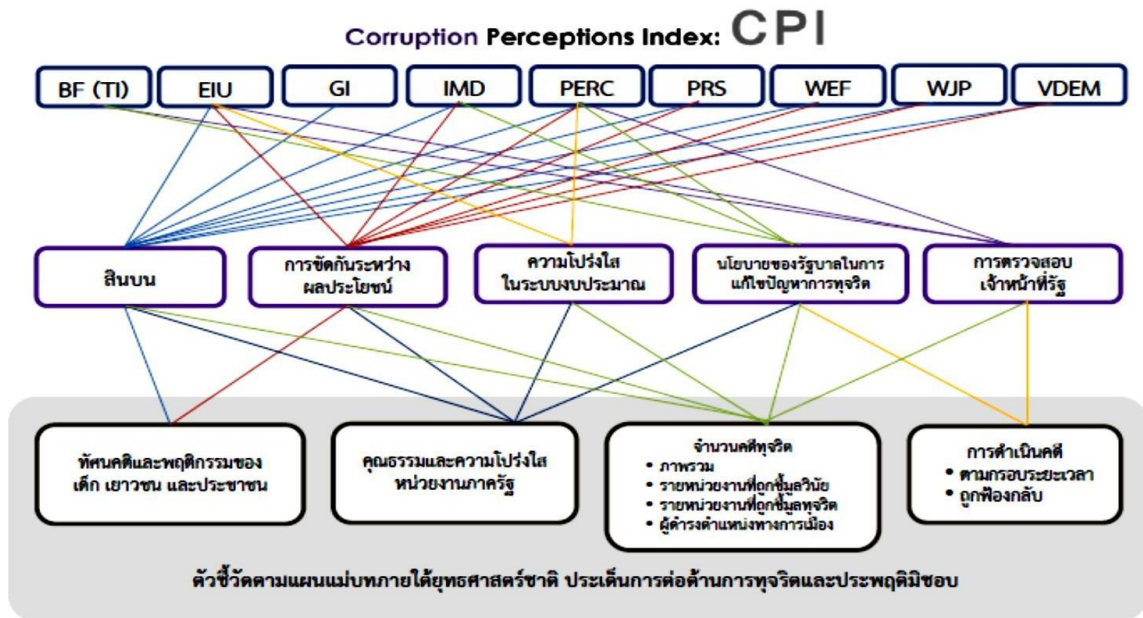 Corruption Perceptions Index: CPI
BF (TI)
EIU
GI
IMD
PERC
PRS
WEF
WJP
VDEM
สินบน
การขัดกันระหว่าง
ผลประโยชน์
ความโปร่งใส
ในระบบงบประมาณ
นโยบายของรัฐบาลในการ
แก้ไขปัญหาการทุจริต
การตรวจสอบ
เจ้าหน้าที่รัฐ
ทัศนคติและพฤติกรรมของ
เด็ก เยาวชน และประชาชน
คุณธรรมและความโปร่งใส
หน่วยงานภาครัฐ
จำนวนคดีทุจริต
• ภาพรวม
• รายหน่วยงานที่ถูกชี้มูลวินัย
• รายหน่วยงานที่ถูกชี้มูลทุจริต
• ผู้ดำรงตำแหน่งทางการเมือง
การดำเนินคดี
• ตามกรอบระยะเวลา
• ถูกฟ้องกลับ
ตัวชี้วัดตามแผนแม่บทภายใต้ยุทธศาสตร์ชาติ ประเด็นการต่อต้านการทุจริตและประพฤติมิชอบ